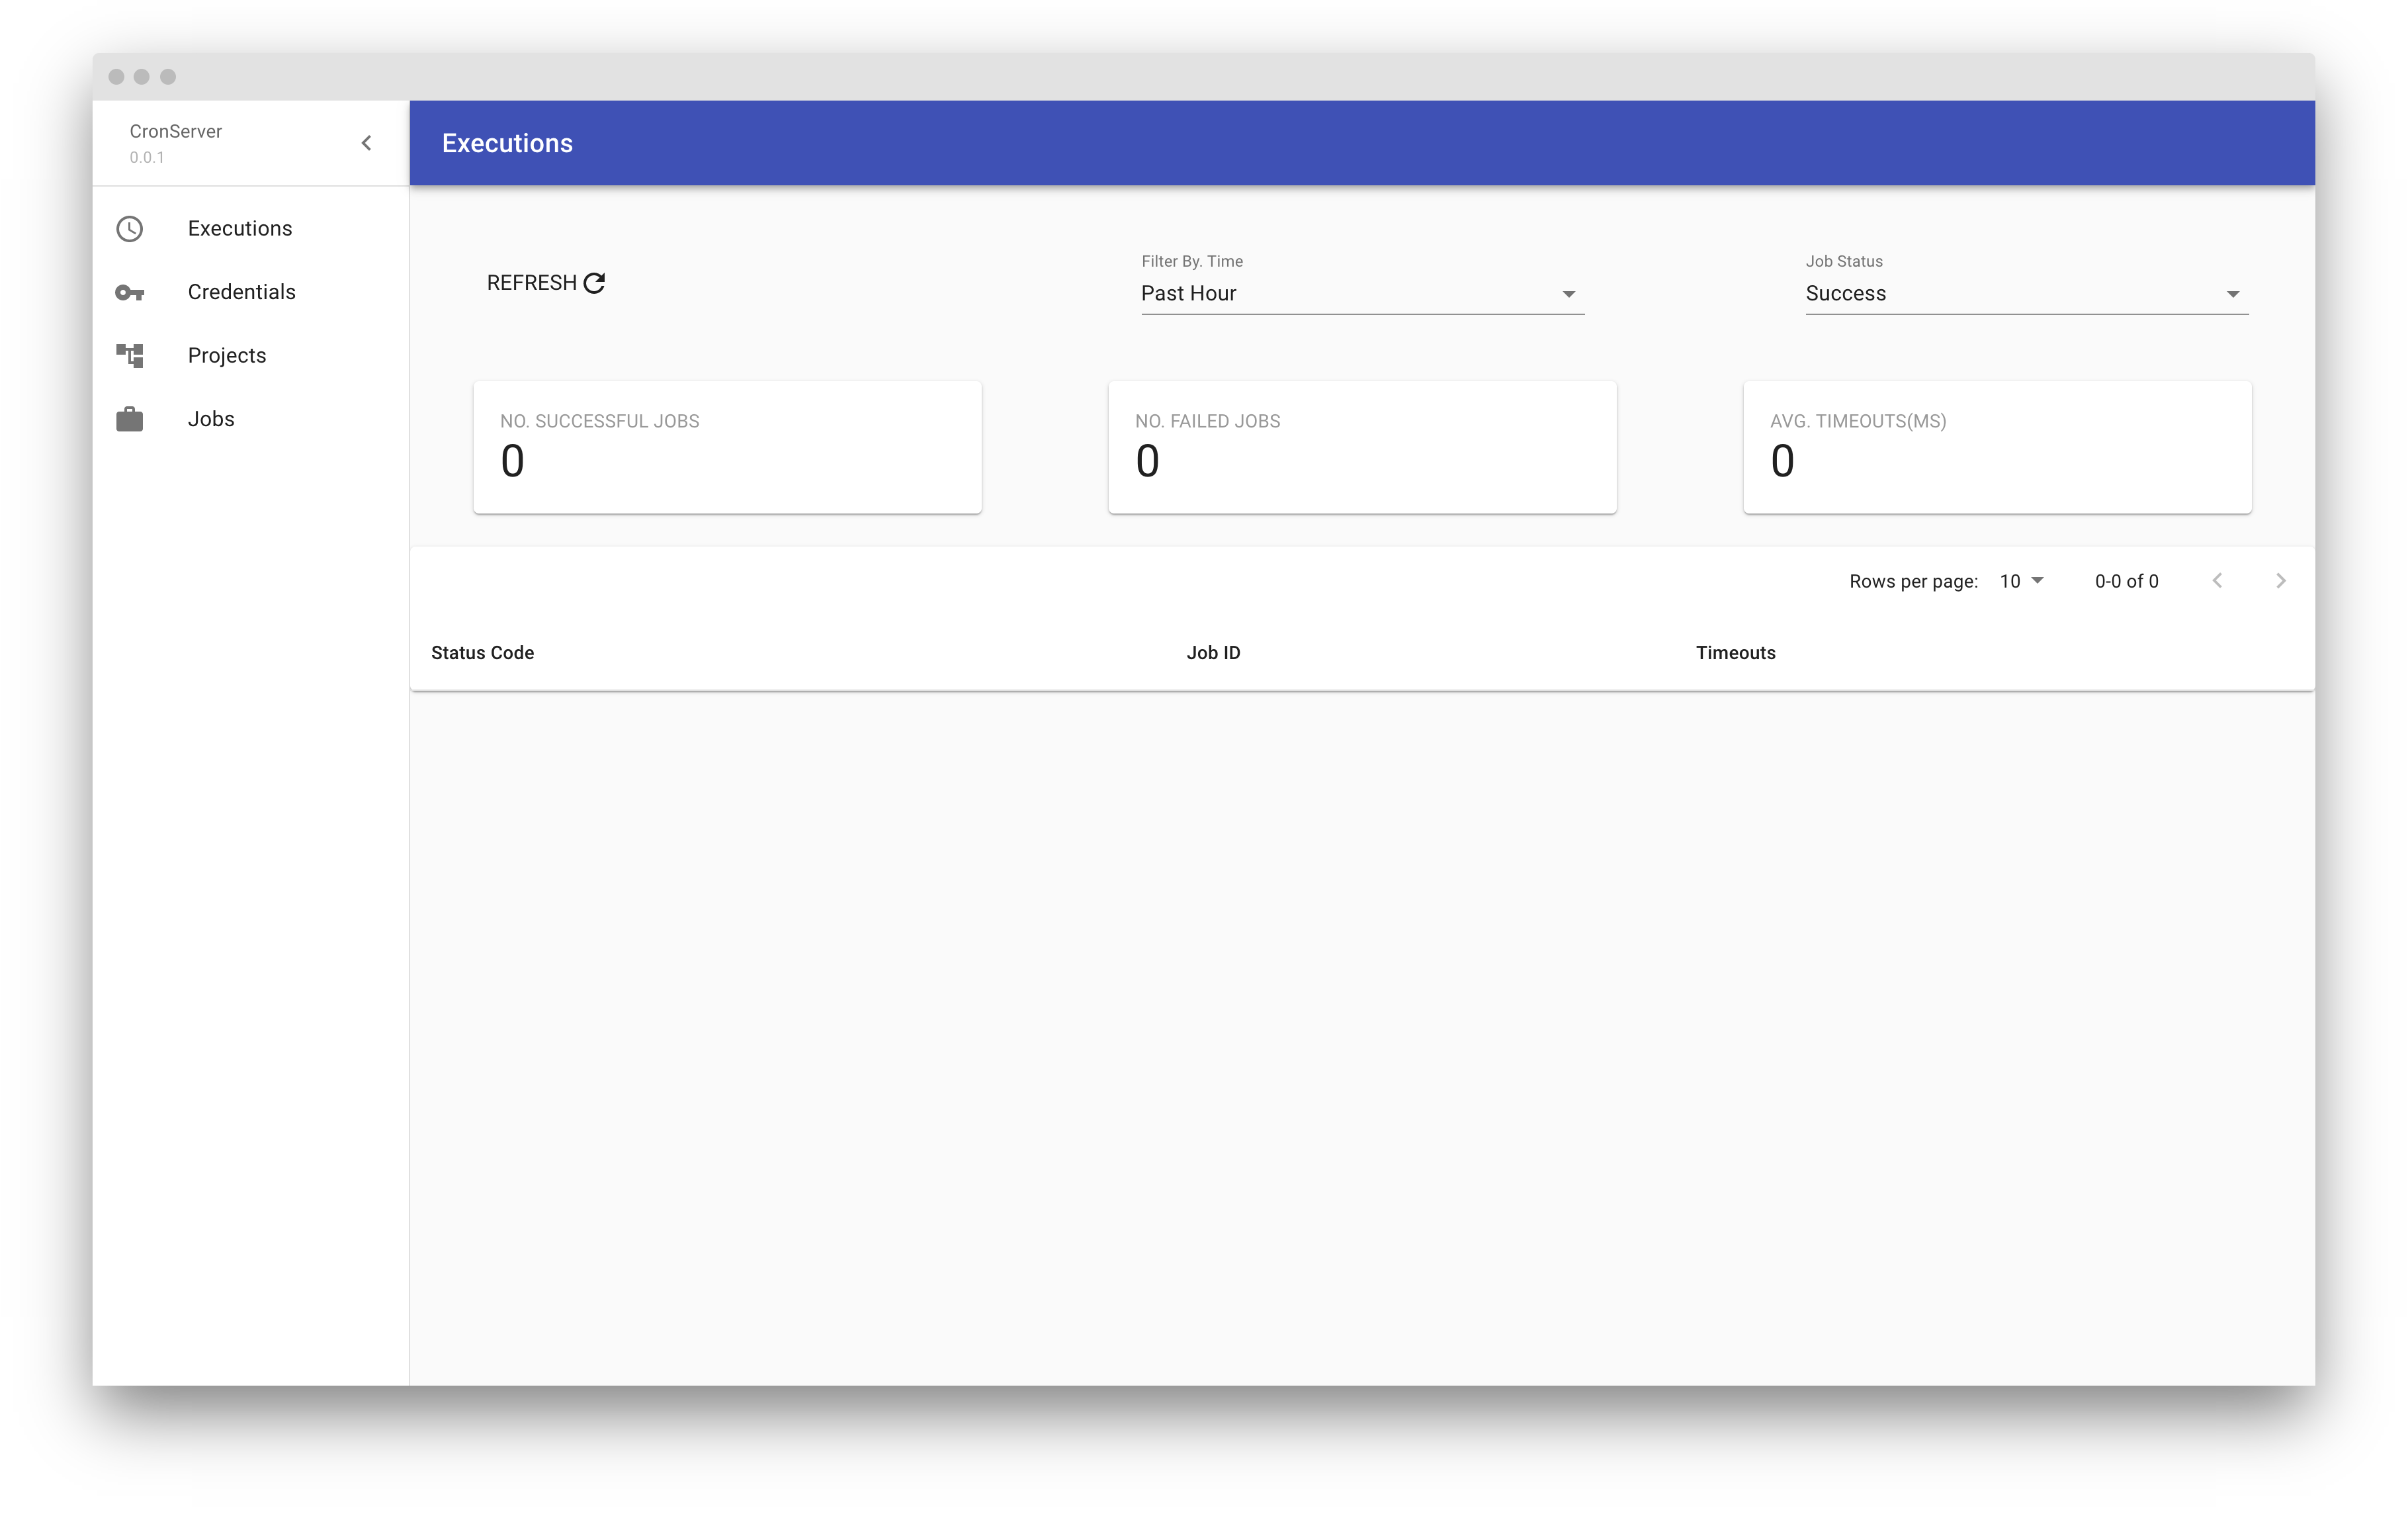 CronServer
0.0.1
Executions
Executions
Credentials
Projects
Jobs
REFRESH
Filter By. Time
Past Hour
Job Status
Success
NO. SUCCESSFUL JOBS
0
NO. FAILED JOBS
0
AVG. TIMEOUTS(MS)
0
Rows per page: 10 0-0 of 0
Status Code Job ID Timeouts